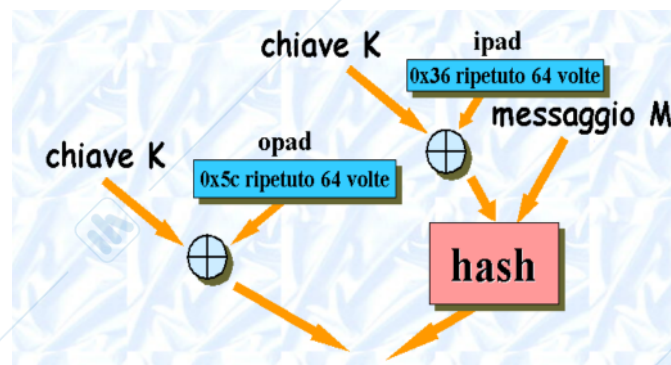 chiave K
ipad
0x36 ripetuto 64 volte
messaggio M
opad
chiave K
0x5c ripetuto 64 volte
hash